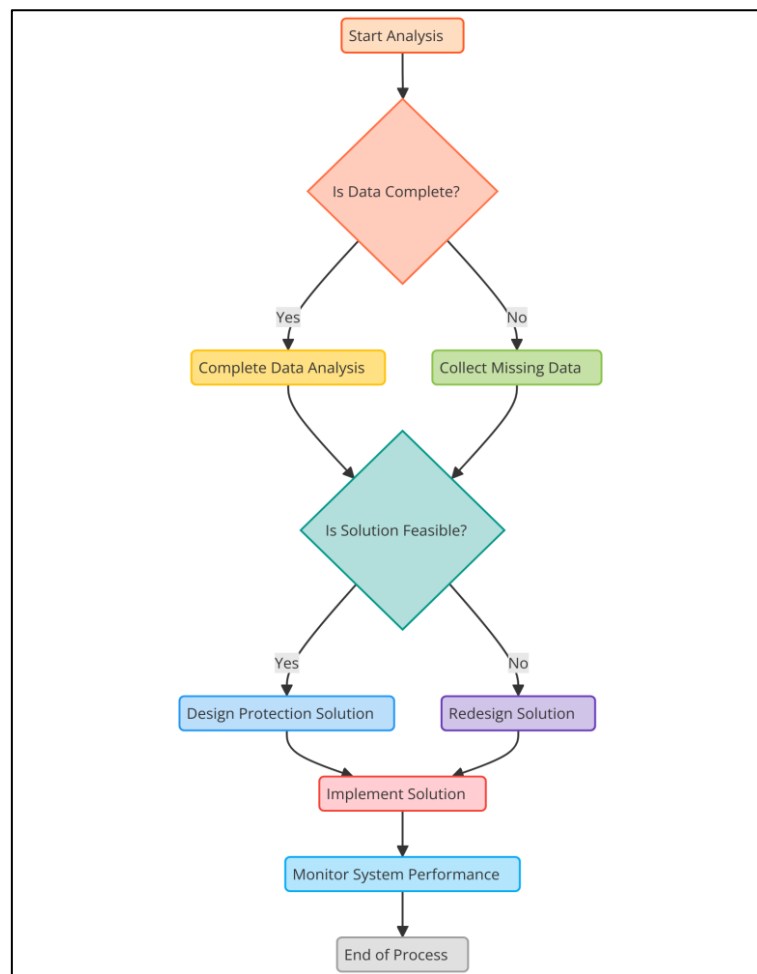 Start Analysis
Is Data Complete?
Yes
No
Complete Data Analysis
Collect Missing Data
Is Solution Feasible?
Yes
No
Design Protection Solution
Redesign Solution
Implement Solution
Monitor System Performance
End of Process